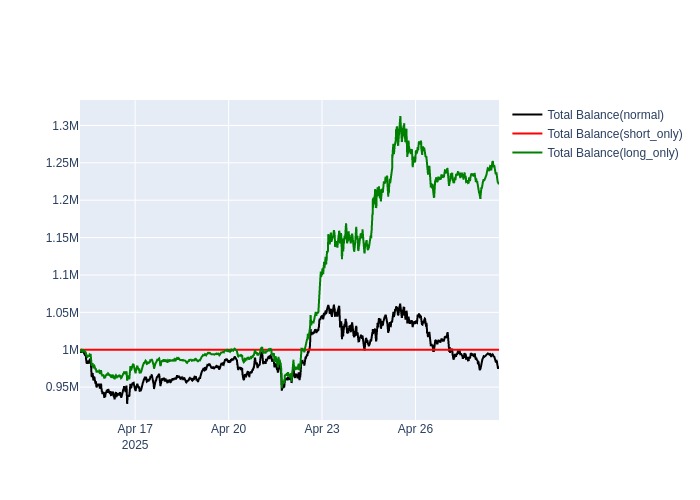 Total Balance(normal)
Total Balance(short_only)
Total Balance(long_only)
1.3M
1.25M
1.2M
1.15M
1.1M
1.05M
1M
0.95M
Apr 17
2025
Apr 20
Apr 23
Apr 26